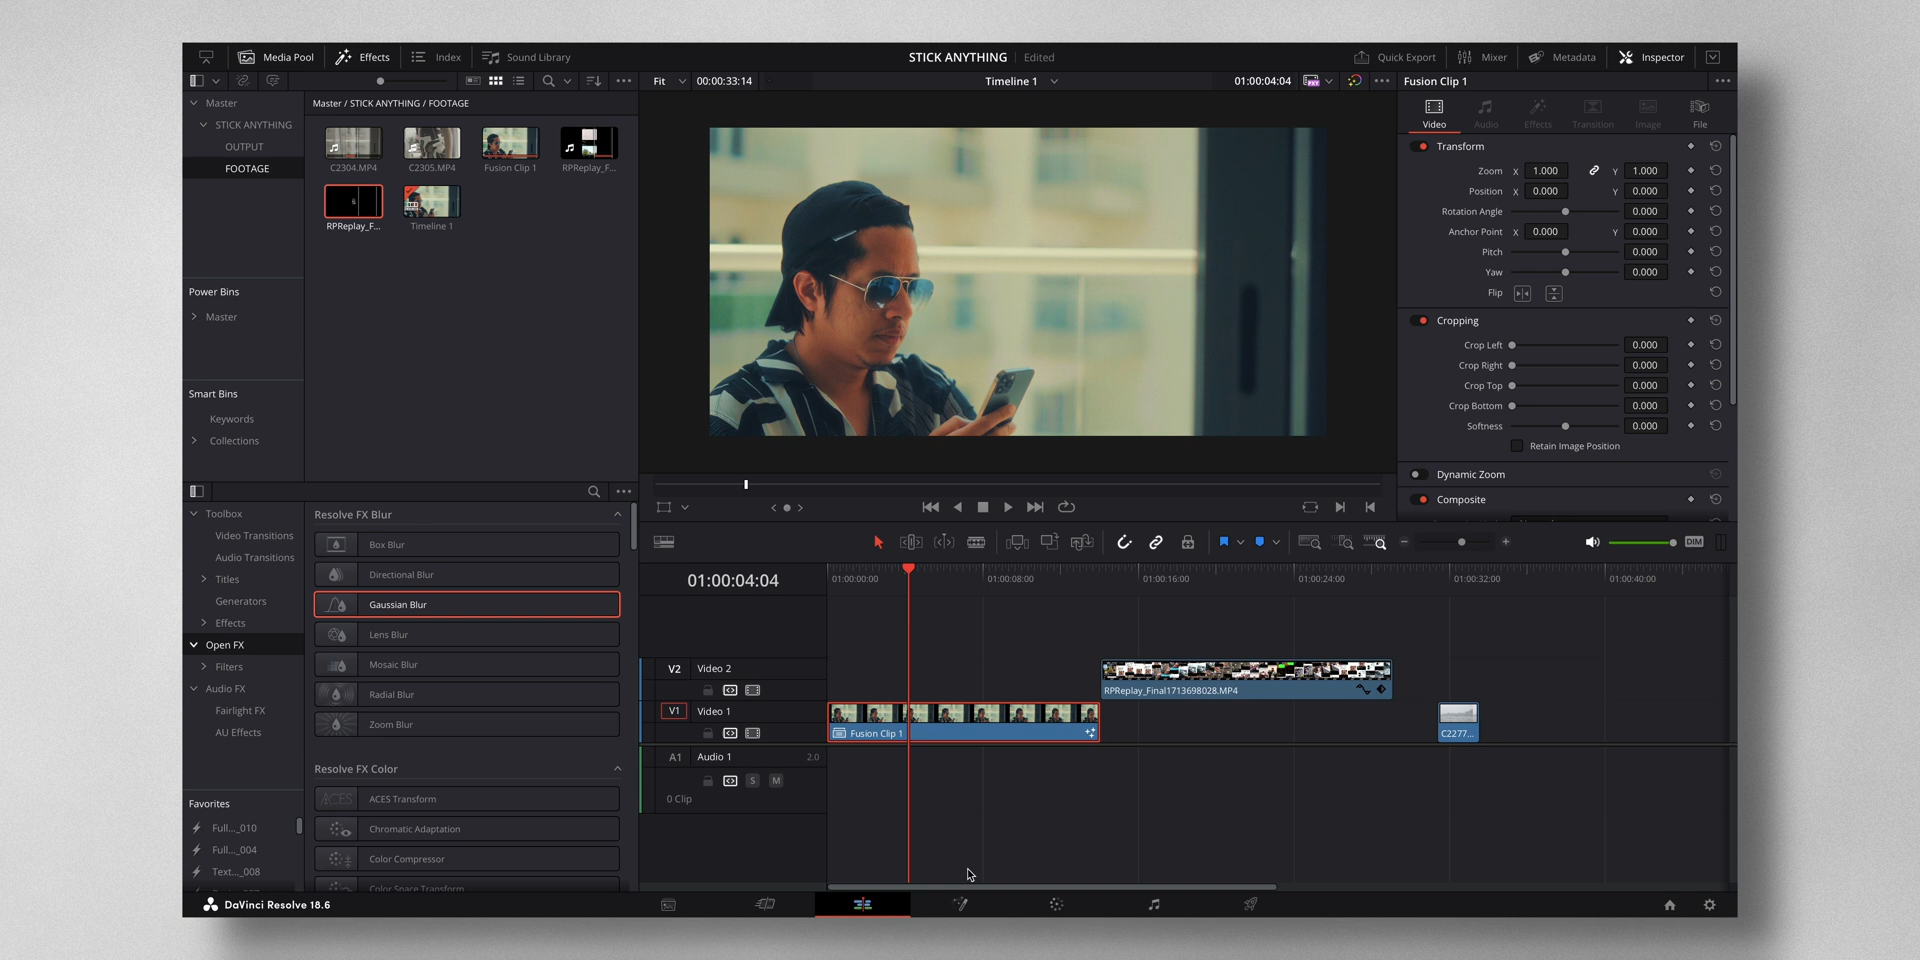 Media Pool Effects Index Sound Library STICK ANYTHING Edited Quick Export Mixer Metadata Inspector
Fit 00:00:33:14 Timeline 1 01:00:04:04 Fusion Clip 1
Master
STICK ANYTHING
OUTPUT
FOOTAGE
Power Bins
Master
Smart Bins
Keywords
Collections
Master / STICK ANYTHING / FOOTAGE
C2304.MP4 C2305.MP4 Fusion Clip 1 RPReplay_F...
RPReplay_F... Timeline 1
Video Audio Effects Transition Image File
Transform
Zoom X 1.000 Y 1.000
Position X 0.000 Y 0.000
Rotation Angle 0.000
Anchor Point X 0.000 Y 0.000
Pitch 0.000
Yaw 0.000
Flip
Cropping
Crop Left 0.000
Crop Right 0.000
Crop Top 0.000
Crop Bottom 0.000
Softness 0.000
Retain Image Position
Dynamic Zoom
Composite
Toolbox
Video Transitions
Audio Transitions
Titles
Generators
Effects
Open FX
Filters
Audio FX
Fairlight FX
AU Effects
Favorites
Full..._010
Full..._004
Text..._008
Resolve FX Blur
Box Blur
Directional Blur
Gaussian Blur
Lens Blur
Mosaic Blur
Radial Blur
Zoom Blur
Resolve FX Color
ACES ACES Transform
Chromatic Adaptation
Color Compressor
Color Space Transform
DIM
01:00:04:04
01:00:00:00 01:00:08:00 01:00:16:00 01:00:24:00 01:00:32:00 01:00:40:00
V2 Video 2
RPReplay_Final1713698028.MP4
V1 Video 1
Fusion Clip 1
C2277...
A1 Audio 1 2.0
S M
0 Clip
DaVinci Resolve 18.6